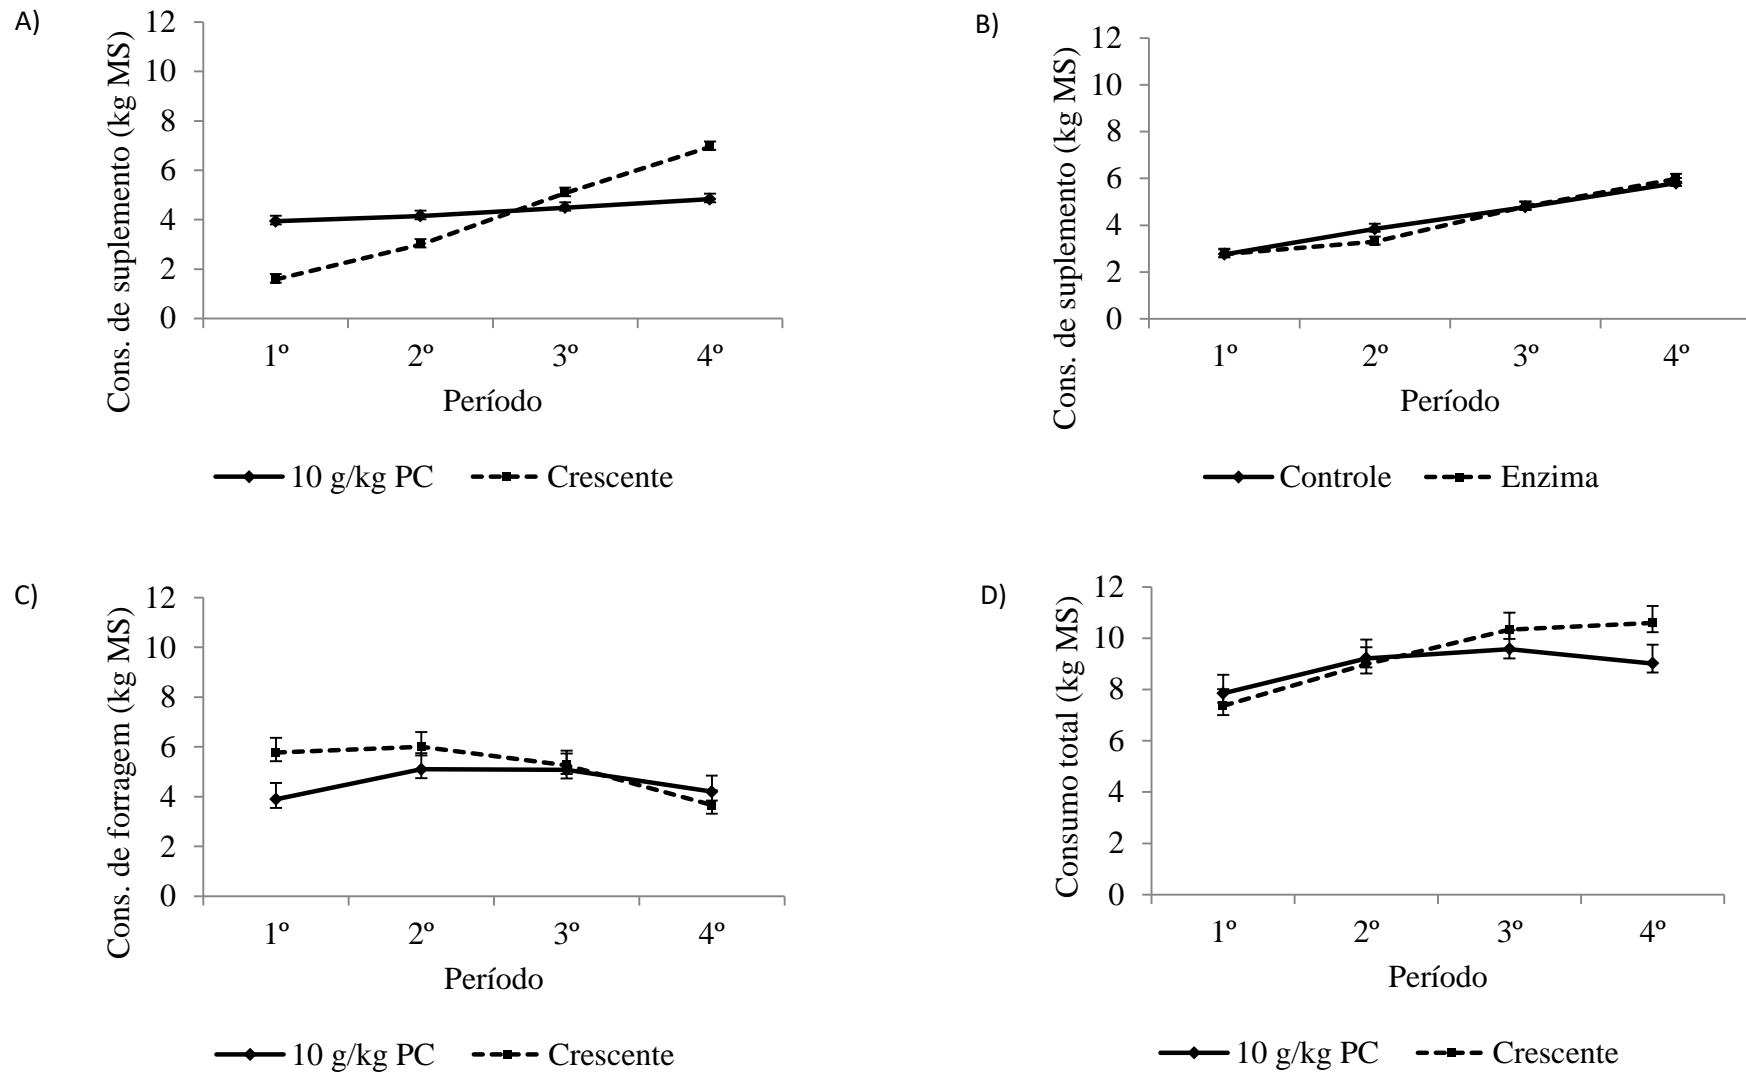 A)
Cons. de suplemento (kg MS)
12
10
8
6
4
2
0
1º 2º 3º 4º
Período
10 g/kg PC Crescente
B)
Cons. de suplemento (kg MS)
12
10
8
6
4
2
0
1º 2º 3º 4º
Período
Controle Enzima
C)
Cons. de forragem (kg MS)
12
10
8
6
4
2
0
1º 2º 3º 4º
Período
10 g/kg PC Crescente
D)
Consumo total (kg MS)
12
10
8
6
4
2
0
1º 2º 3º 4º
Período
10 g/kg PC Crescente